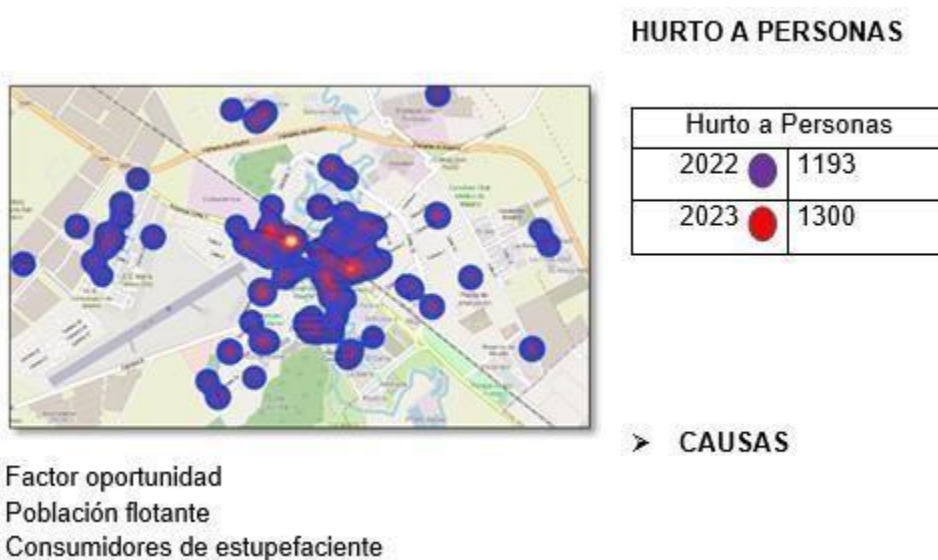 HURTO A PERSONAS
Hurto a Personas
2022 1193
2023 1300
➢ CAUSAS
Factor oportunidad
Población flotante
Consumidores de estupefaciente